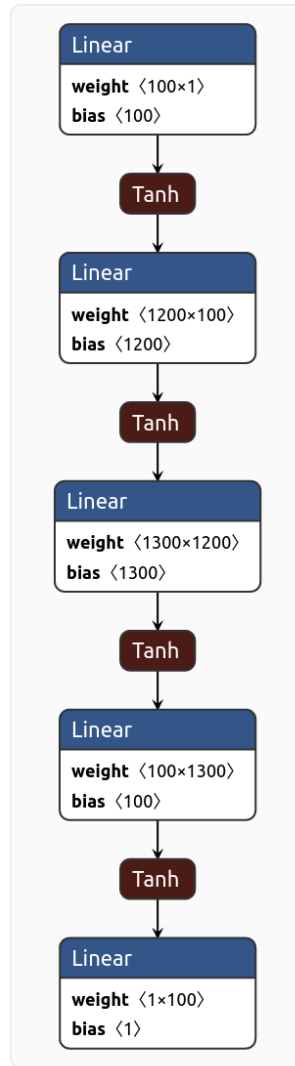 Linear
weight 〈100×1〉
bias 〈100〉
Tanh
Linear
weight 〈1200×100〉
bias 〈1200〉
Tanh
Linear
weight 〈1300×1200〉
bias 〈1300〉
Tanh
Linear
weight 〈100×1300〉
bias 〈100〉
Tanh
Linear
weight 〈1×100〉
bias 〈1〉